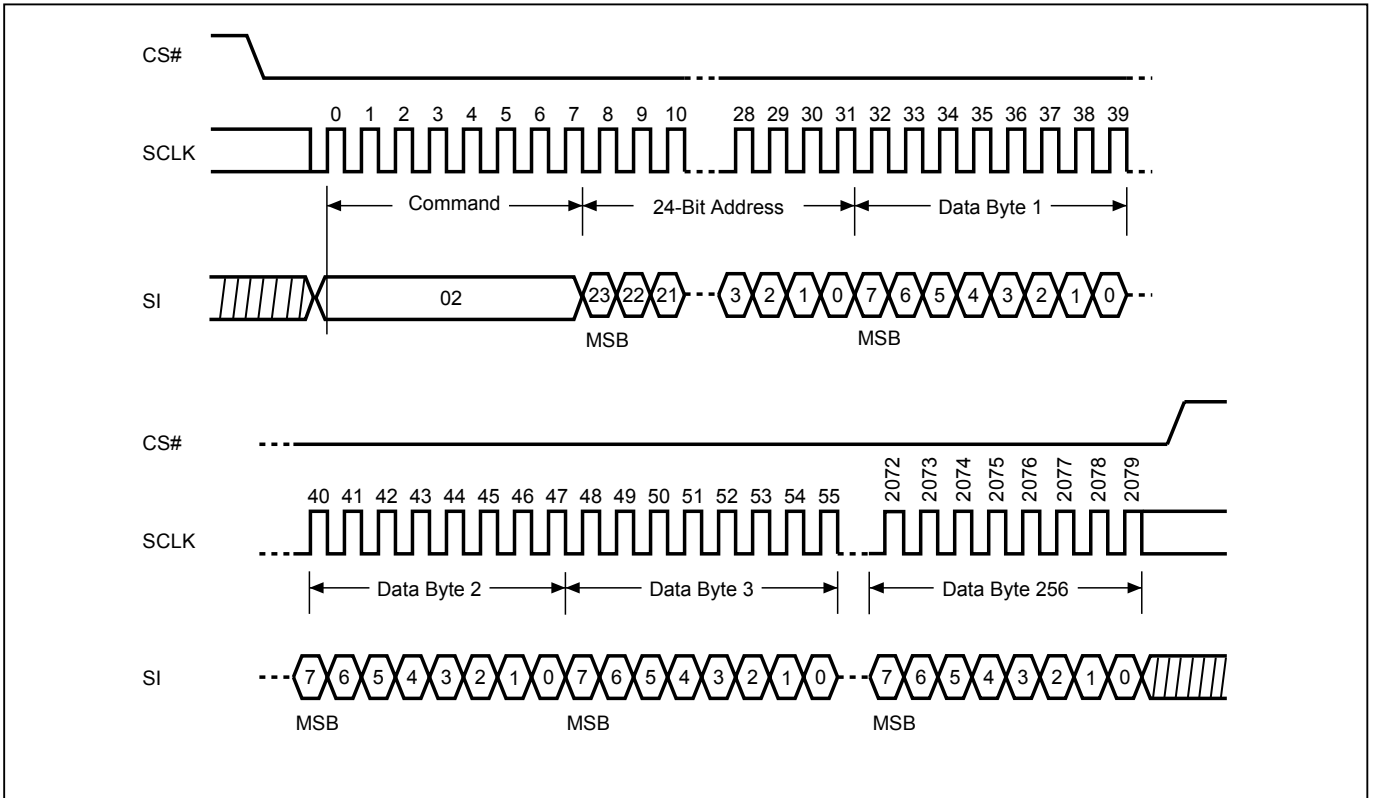 CS#
0 1 2 3 4 5 6 7 8 9 10 28 29 30 31 32 33 34 35 36 37 38 39
SCLK
Command 24-Bit Address Data Byte 1
SI 02 23 22 21 3 2 1 0 7 6 5 4 3 2 1 0
MSB MSB
CS#
2072 2073 2074 2075 2076 2077 2078 2079
40 41 42 43 44 45 46 47 48 49 50 51 52 53 54 55
SCLK
Data Byte 2 Data Byte 3 Data Byte 256
SI 7 6 5 4 3 2 1 0 7 6 5 4 3 2 1 0 7 6 5 4 3 2 1 0
MSB MSB MSB